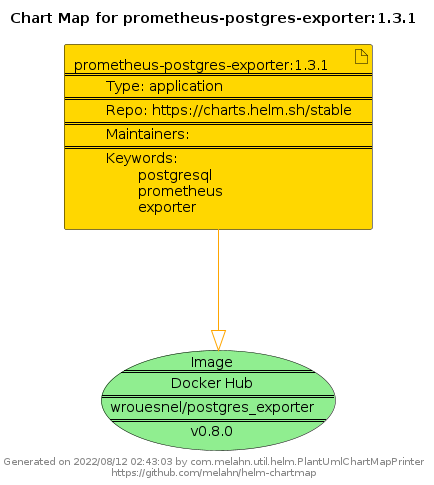 Chart Map for prometheus-postgres-exporter:1.3.1
prometheus-postgres-exporter:1.3.1
Type: application
Repo: https://charts.helm.sh/stable
Maintainers:
Keywords:
postgresql
prometheus
exporter
Image
Docker Hub
wrouesnel/postgres_exporter
v0.8.0
Generated on 2022/08/12 02:43:03 by com.melahn.util.helm.PlantUmlChartMapPrinter
https://github.com/melahn/helm-chartmap